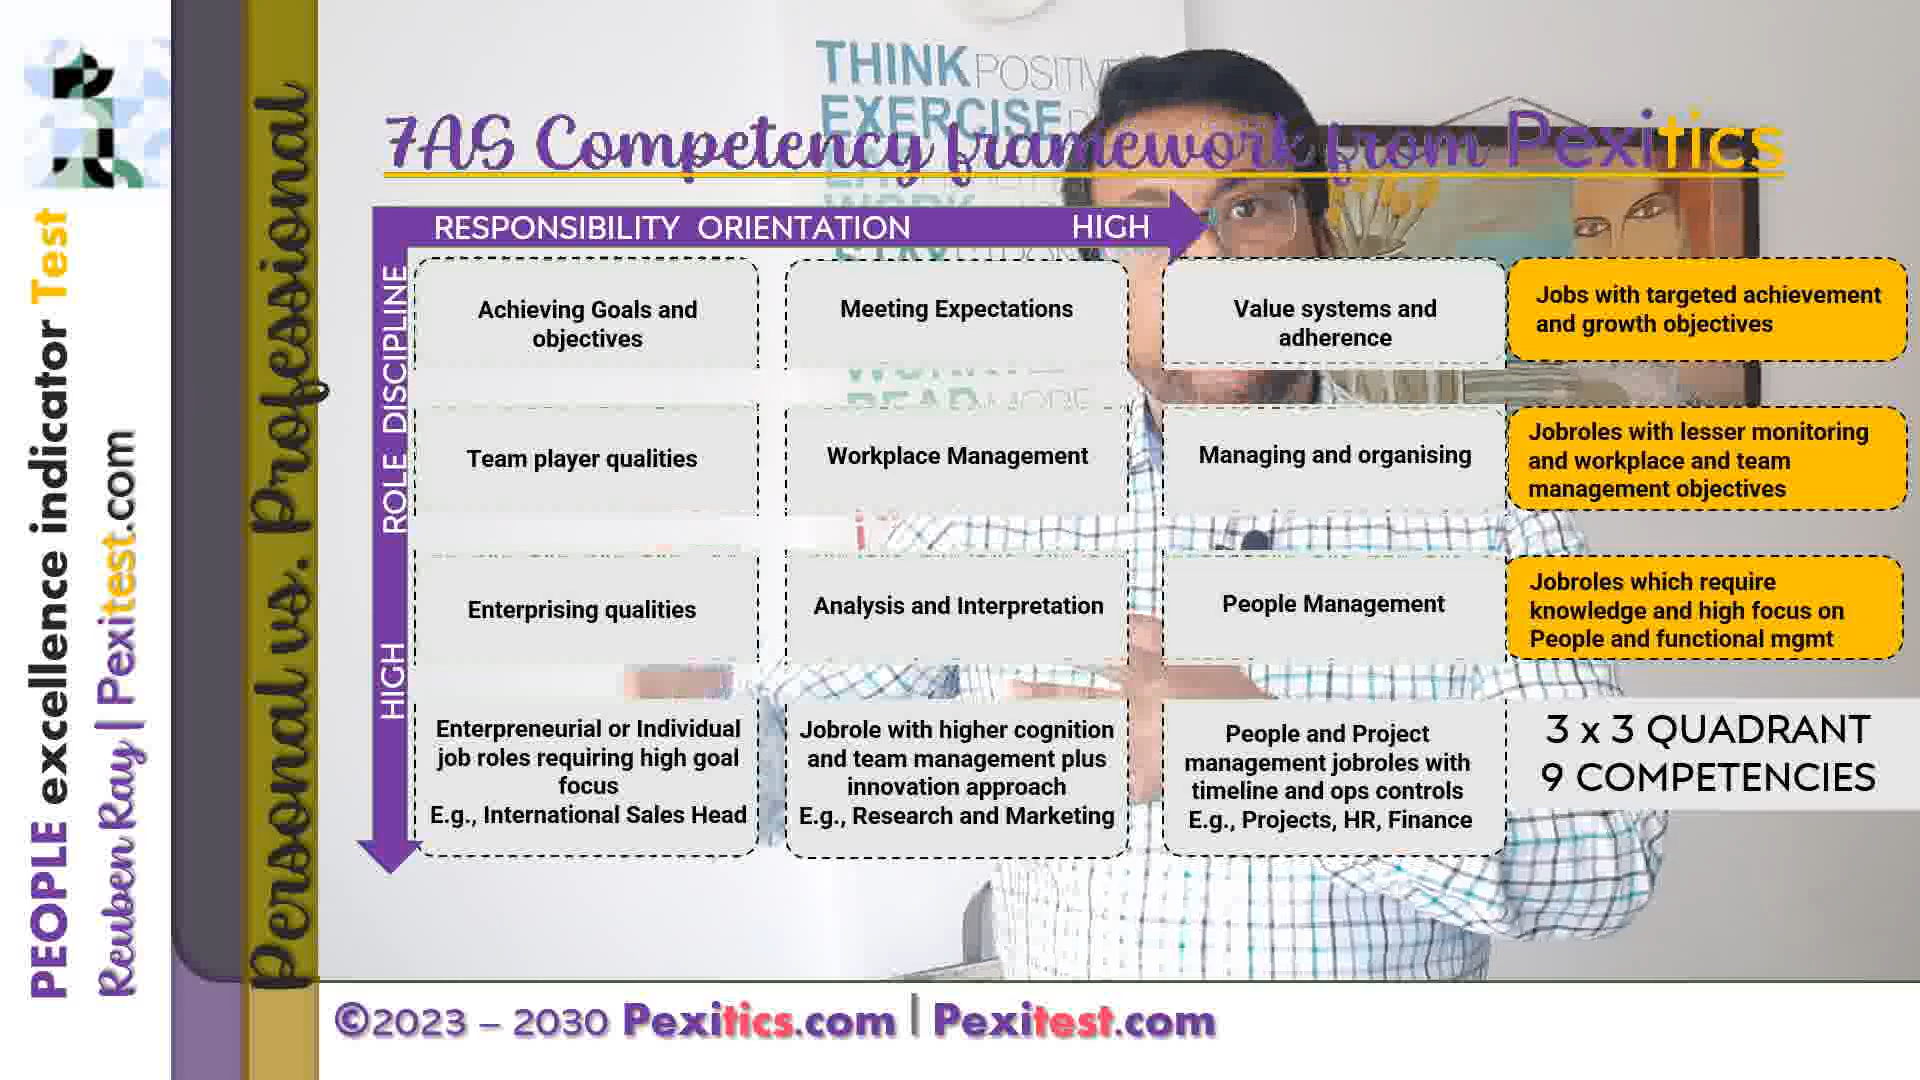 PEOPLE excellence indicator Test
Reuben Ray | Pexitest.com
Personal vs. Professional
THINK POSITIV
EXERCISE
7AS Competency framework from Pexitics
RESPONSIBILITY ORIENTATION HIGH
ROLE DISCIPLINE
HIGH
Achieving Goals and
objectives
Meeting Expectations
Value systems and
adherence
Jobs with targeted achievement
and growth objectives
READ MORE
Team player qualities
Workplace Management
Managing and organising
Jobroles with lesser monitoring
and workplace and team
management objectives
Enterprising qualities
Analysis and Interpretation
People Management
Jobroles which require
knowledge and high focus on
People and functional mgmt
Enterpreneurial or Individual
job roles requiring high goal
focus
E.g., International Sales Head
Jobrole with higher cognition
and team management plus
innovation approach
E.g., Research and Marketing
People and Project
management jobroles with
timeline and ops controls
E.g., Projects, HR, Finance
3 x 3 QUADRANT
9 COMPETENCIES
©2023 – 2030 Pexitics.com | Pexitest.com